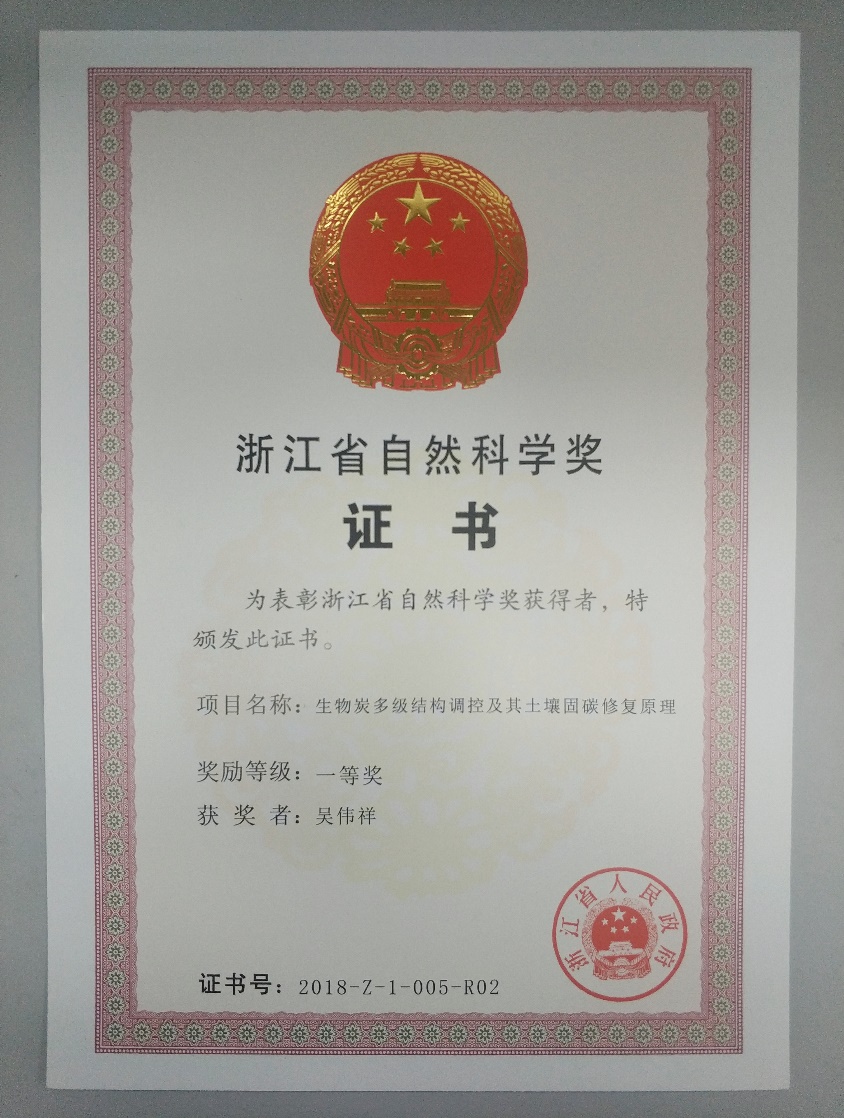 浙江省自然科学奖
证 书
为表彰浙江省自然科学奖获得者，特
颁发此证书。
项目名称：生物炭多级结构调控及其土壤固碳修复原理
奖励等级：一等奖
获 奖 者：吴伟祥
浙江省人民政府
证书号：2018-Z-1-005-R02